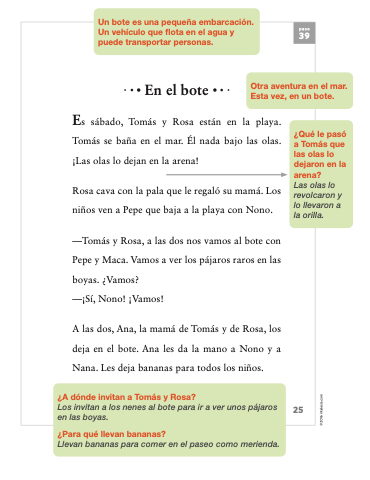 Un bote es una pequeña embarcación.
Un vehículo que flota en el agua y
puede transportar personas.
39
• • • En el bote • • •
Otra aventura en el mar.
Esta vez, en un bote.
Es sábado, Tomás y Rosa están en la playa.
Tomás se baña en el mar. Él nada bajo las olas.
¡Las olas lo dejan en la arena!
¿Qué le pasó
a Tomás que
las olas lo
dejaron en la
arena?
Las olas lo
revolcaron y
lo llevaron a
la orilla.
Rosa cava con la pala que le regaló su mamá. Los
niños ven a Pepe que baja a la playa con Nono.
—Tomás y Rosa, a las dos nos vamos al bote con
Pepe y Maca. Vamos a ver los pájaros raros en las
boyas. ¿Vamos?
—¡Sí, Nono! ¡Vamos!
A las dos, Ana, la mamá de Tomás y de Rosa, los
deja en el bote. Ana les da la mano a Nono y a
Nana. Les deja bananas para todos los niños.
¿A dónde invitan a Tomás y Rosa?
Los invitan a los nenes al bote para ir a ver unos pájaros
en las boyas.
¿Para qué llevan bananas?
Llevan bananas para comer en el paseo como merienda.
25